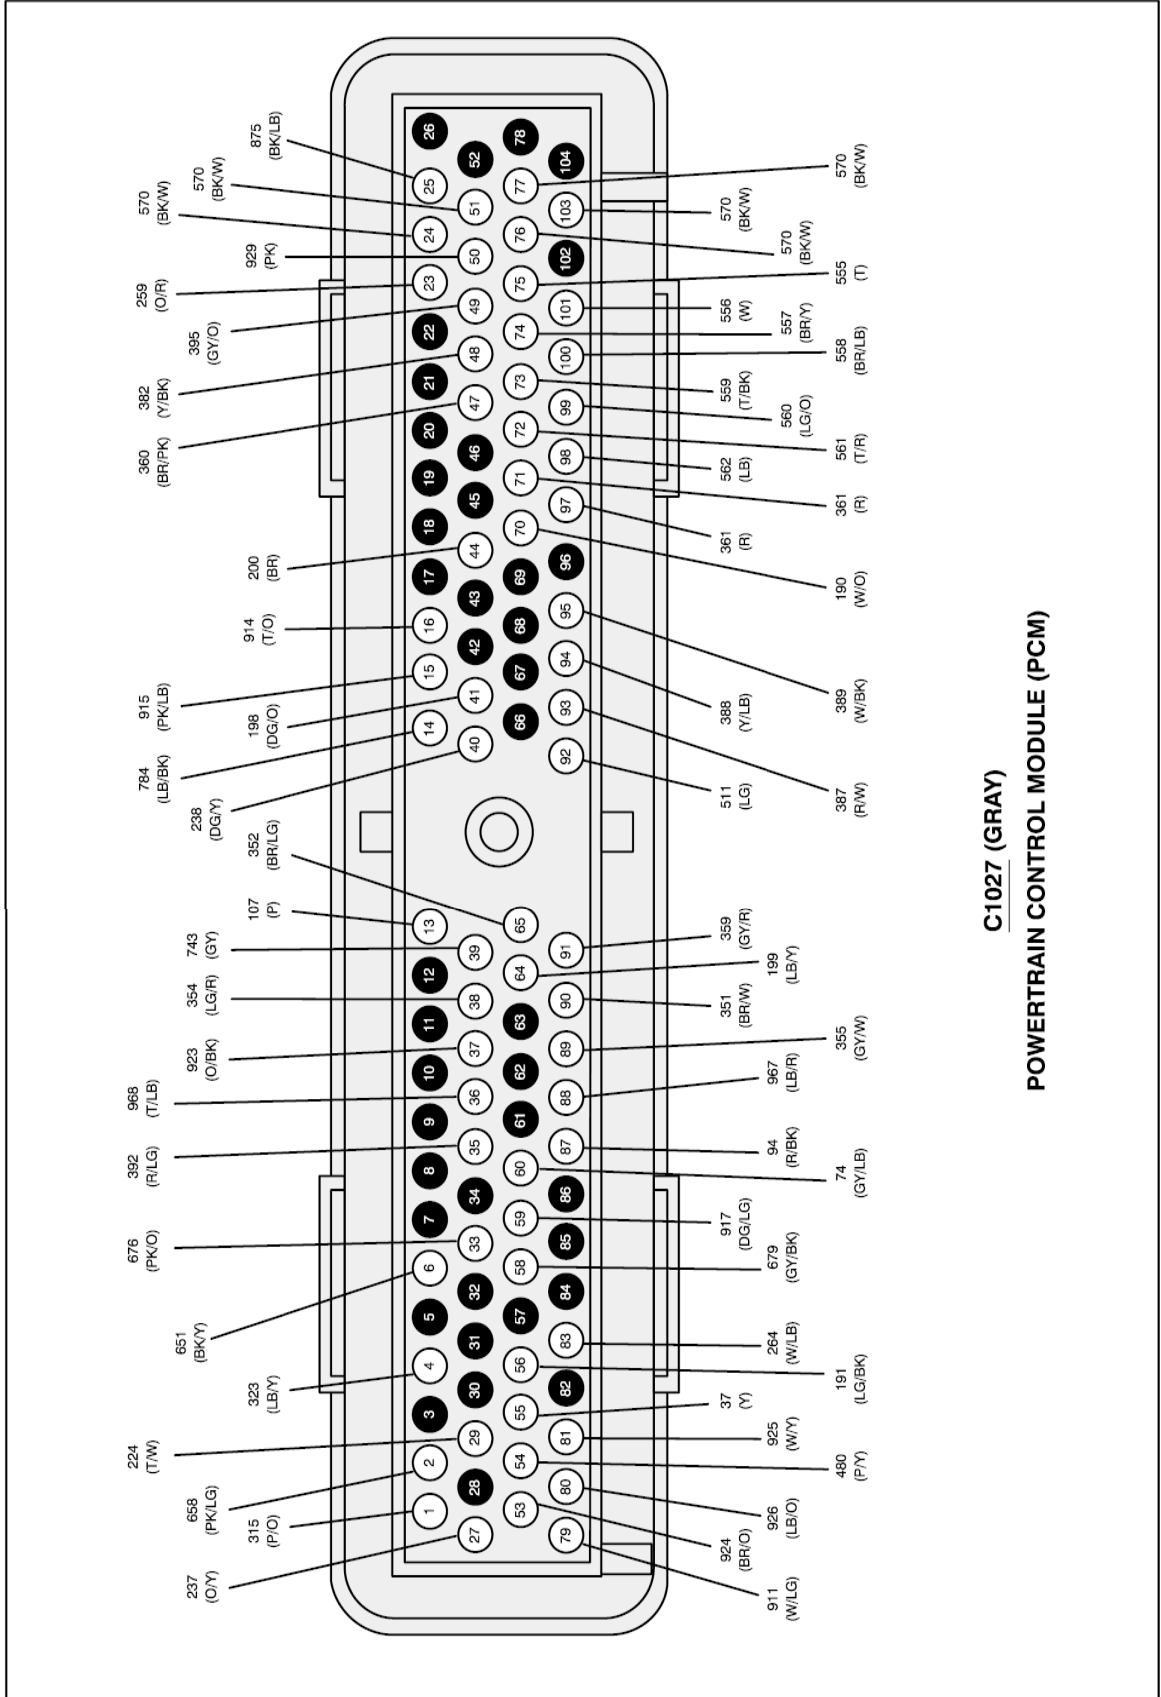 237
(O/Y)
315
(P/O)
658
(PK/LG)
224
(T/W)
323
(LB/Y)
651
(BK/Y)
676
(PK/O)
392
(R/LG)
968
(T/LB)
923
(O/BK)
354
(LG/R)
743
(GY)
107
(P)
352
(BR/LG)
238
(DG/Y)
784
(LB/BK)
198
(DG/O)
915
(PK/LB)
914
(T/O)
200
(BR)
360
(BR/PK)
382
(Y/BK)
395
(GY/O)
259
(O/R)
929
(PK)
570
(BK/W)
570
(BK/W)
875
(BK/LB)
1 2 3 4 5 6 7 8 9 10 11 12 13 14 15 16 17 18 19 20 21 22 23 24 25 26
27 28 29 30 31 32 33 34 35 36 37 38 39 40 41 42 43 44 45 46 47 48 49 50 51 52
53 54 55 56 57 58 59 60 61 62 63 64 65 66 67 68 69 70 71 72 73 74 75 76 77 78
79 80 81 82 83 84 85 86 87 88 89 90 91 92 93 94 95 96 97 98 99 100 101 102 103 104
911
(W/LG)
924
(BR/O)
926
(LB/O)
480
(P/Y)
925
(W/Y)
37
(Y)
191
(LG/BK)
264
(W/LB)
679
(GY/BK)
917
(DG/LG)
74
(GY/LB)
94
(R/BK)
967
(LB/R)
355
(GY/W)
351
(BR/W)
199
(LB/Y)
359
(GY/R)
511
(LG)
387
(R/W)
388
(Y/LB)
389
(W/BK)
190
(W/O)
361
(R)
361
(R)
562
(LB)
561
(T/R)
560
(LG/O)
559
(T/BK)
558
(BR/LB)
557
(BR/Y)
556
(W)
555
(T)
570
(BK/W)
570
(BK/W)
570
(BK/W)
C1027 (GRAY)
POWERTRAIN CONTROL MODULE (PCM)